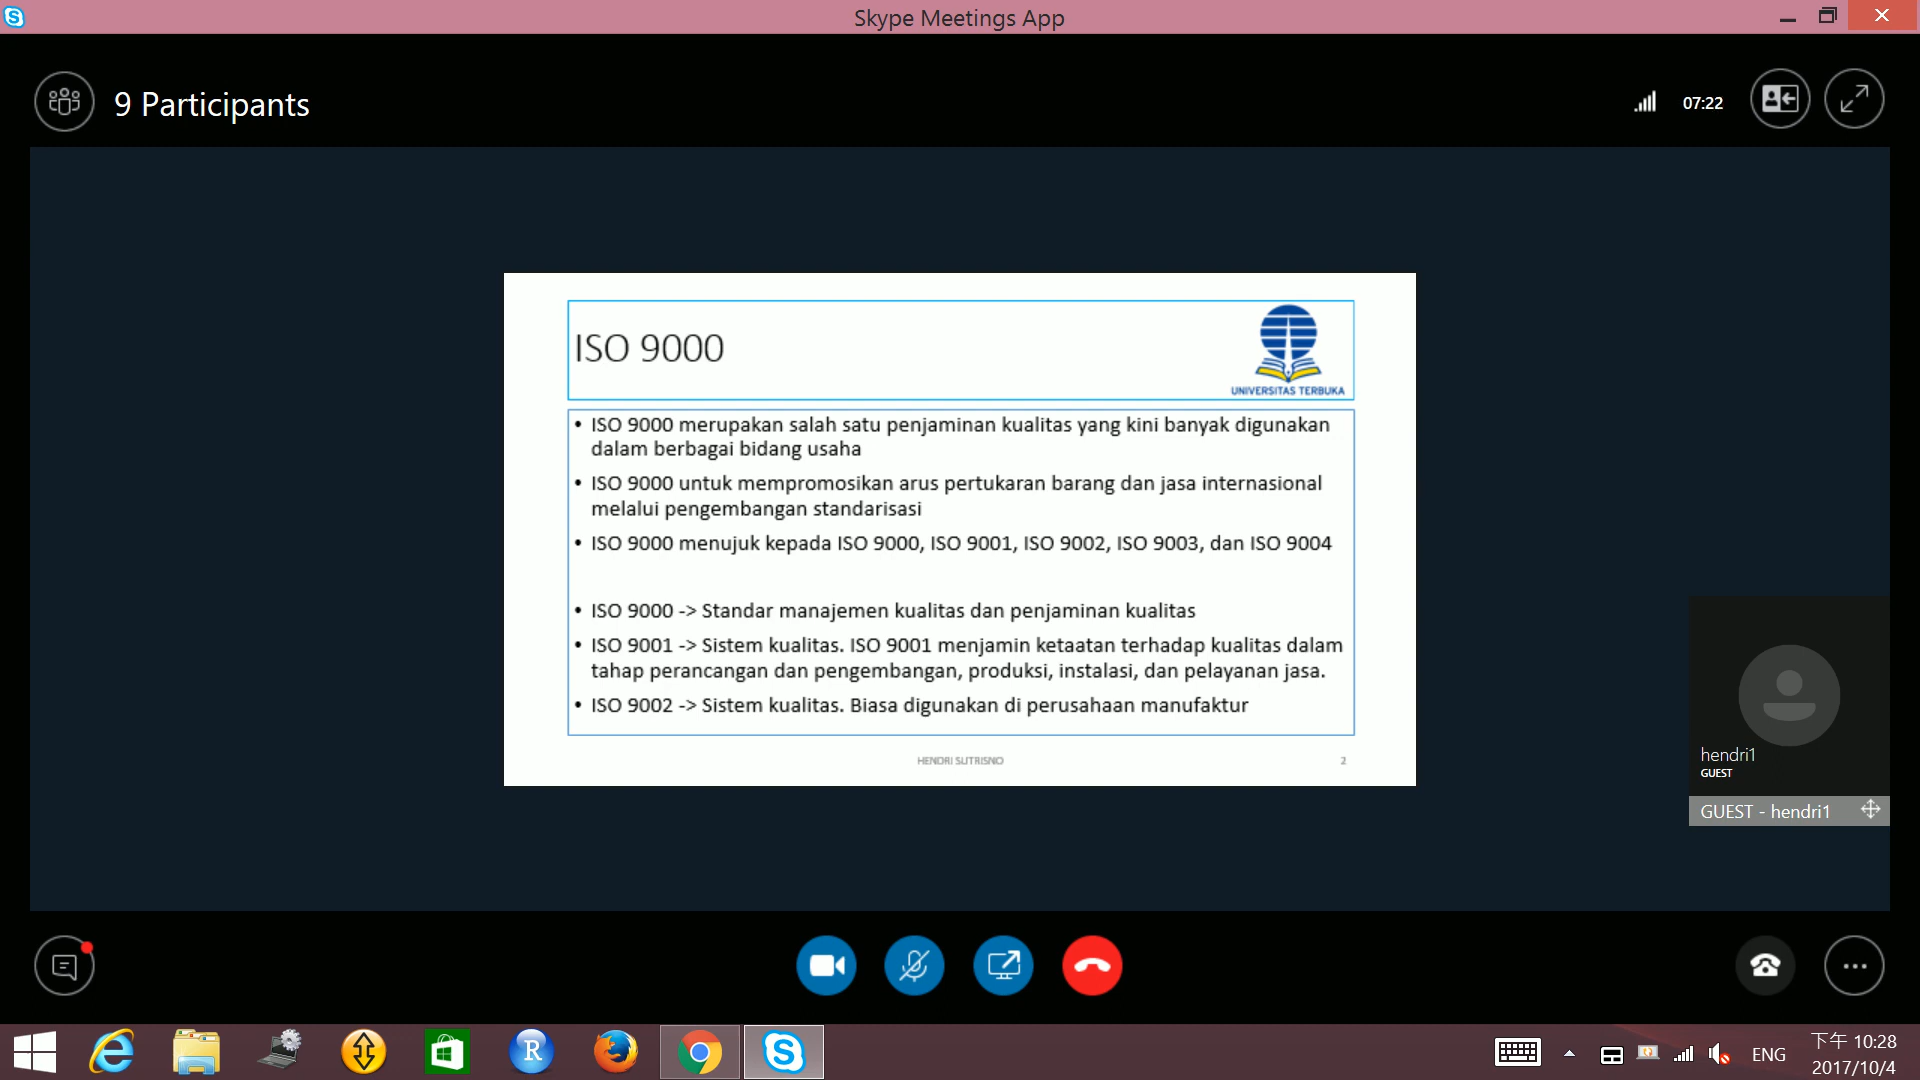 Skype Meetings App
9 Participants
07:22
ISO 9000
UNIVERSITAS TERBUKA
• ISO 9000 merupakan salah satu penjaminan kualitas yang kini banyak digunakan
dalam berbagai bidang usaha
• ISO 9000 untuk mempromosikan arus pertukaran barang dan jasa internasional
melalui pengembangan standarisasi
• ISO 9000 menujuk kepada ISO 9000, ISO 9001, ISO 9002, ISO 9003, dan ISO 9004
• ISO 9000 -> Standar manajemen kualitas dan penjaminan kualitas
• ISO 9001 -> Sistem kualitas. ISO 9001 menjamin ketaatan terhadap kualitas dalam
tahap perancangan dan pengembangan, produksi, instalasi, dan pelayanan jasa.
• ISO 9002 -> Sistem kualitas. Biasa digunakan di perusahaan manufaktur
HENDRI SUTRISNO
2
hendri1
GUEST
GUEST - hendri1
ENG
下午 10:28
2017/10/4